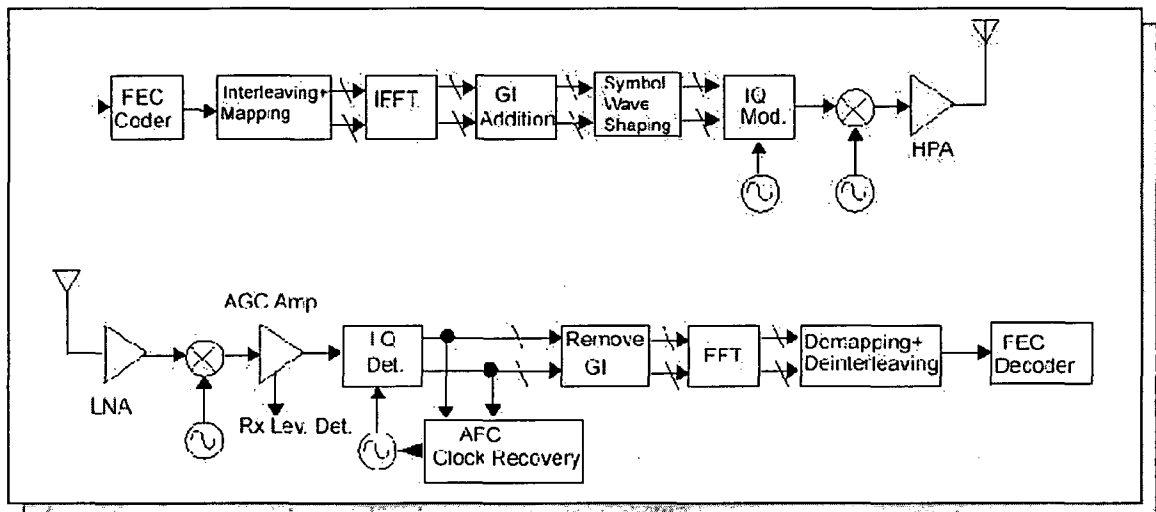 FEC
Coder
Interleaving+
Mapping
IFFT
GI
Addition
Symbol
Wave
Shaping
IQ
Mod.
HPA
LNA
AGC Amp
Rx Lev. Det.
I Q
Det.
AFC
Clock Recovery
Remove
GI
FFT
Demapping+
Deinterleaving
FEC
Decoder